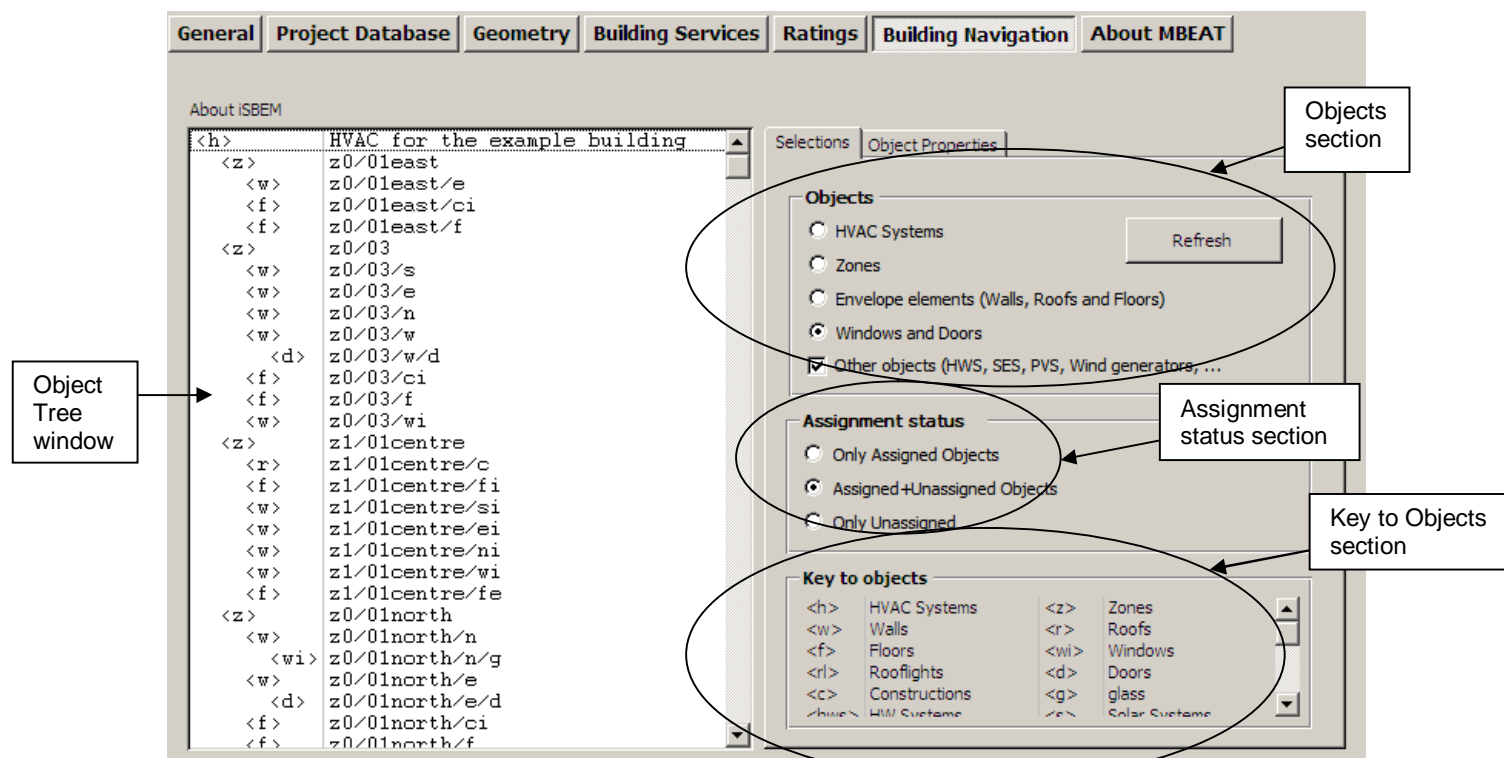 General Project Database Geometry Building Services Ratings Building Navigation About MBEAT
About iSBEM
<h> HVAC for the example building
<z> z0/01east
<w> z0/01east/e
<f> z0/01east/ci
<f> z0/01east/f
<z> z0/03
<w> z0/03/s
<w> z0/03/e
<w> z0/03/n
<w> z0/03/w
<d> z0/03/w/d
<f> z0/03/ci
<f> z0/03/f
<w> z0/03/wi
<z> z1/01centre
<r> z1/01centre/c
<f> z1/01centre/fi
<w> z1/01centre/si
<w> z1/01centre/ei
<w> z1/01centre/ni
<w> z1/01centre/wi
<f> z1/01centre/fe
<z> z0/01north
<w> z0/01north/n
<wi> z0/01north/n/g
<w> z0/01north/e
<d> z0/01north/e/d
<f> z0/01north/ci
<f> z0/01north/f
Selections Object Properties
Objects
HVAC Systems
Refresh
Zones
Envelope elements (Walls, Roofs and Floors)
Windows and Doors
Other objects (HWS, SES, PVS, Wind generators, ...
Assignment status
Only Assigned Objects
Assigned+Unassigned Objects
Only Unassigned
Key to objects
<h> HVAC Systems <z> Zones
<w> Walls <r> Roofs
<f> Floors <wi> Windows
<rl> Rooflights <d> Doors
<c> Constructions <g> glass
<hws> HW Systems <s> Solar Systems
Object
Tree
window
Objects
section
Assignment
status section
Key to Objects
section